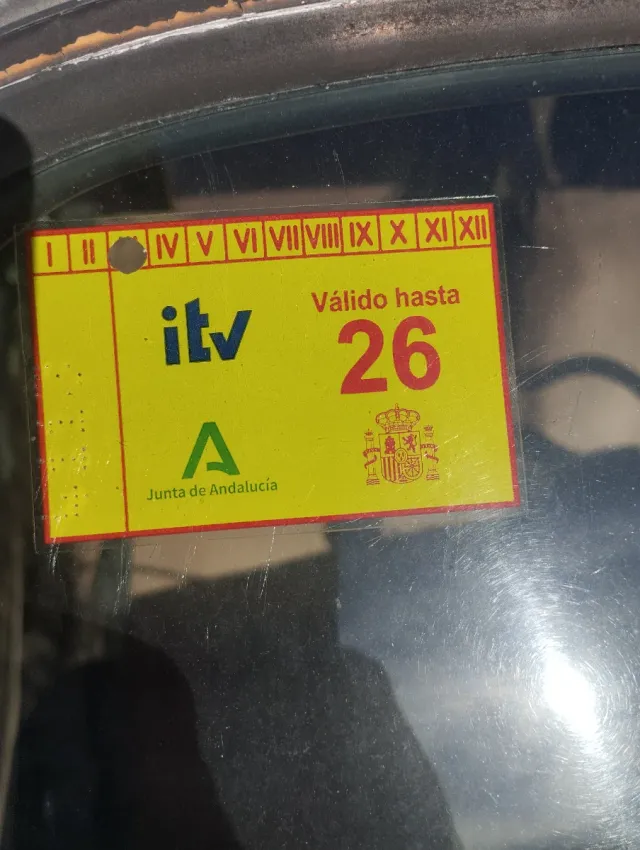 I II IV V VI VII VIII IX X XI XII
itv
Válido hasta
26
Junta de Andalucía